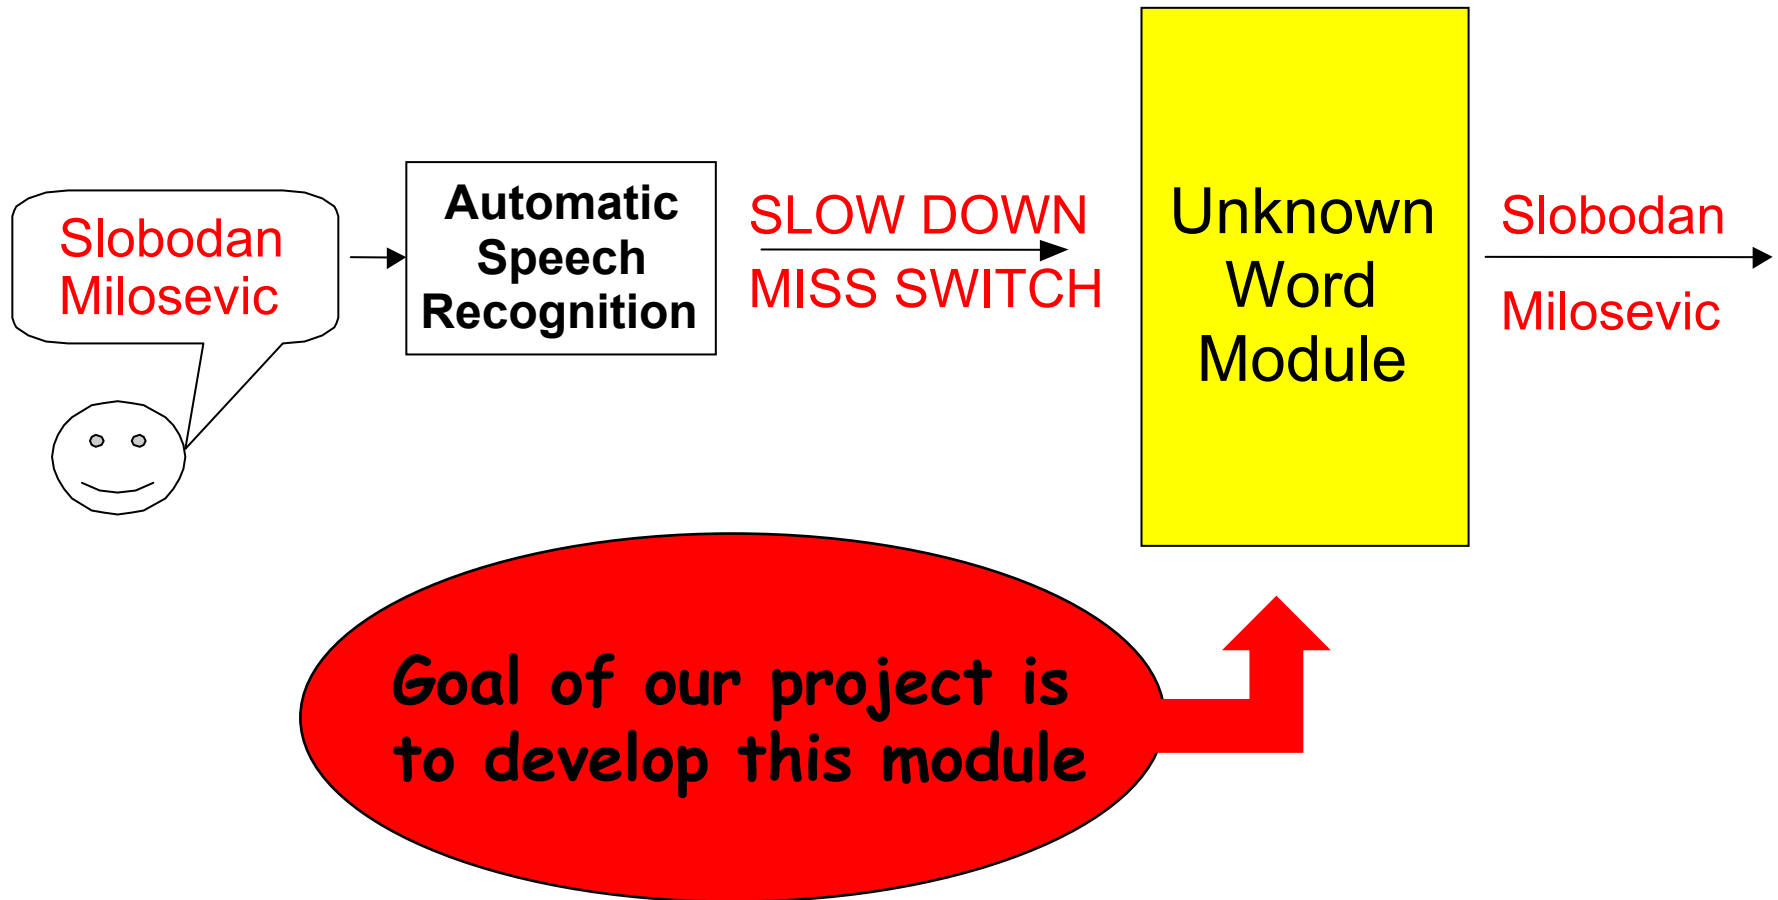 Slobodan
Milosevic
Automatic
Speech
Recognition
SLOW DOWN
MISS SWITCH
Unknown
Word
Module
Slobodan
Milosevic
Goal of our project is
to develop this module